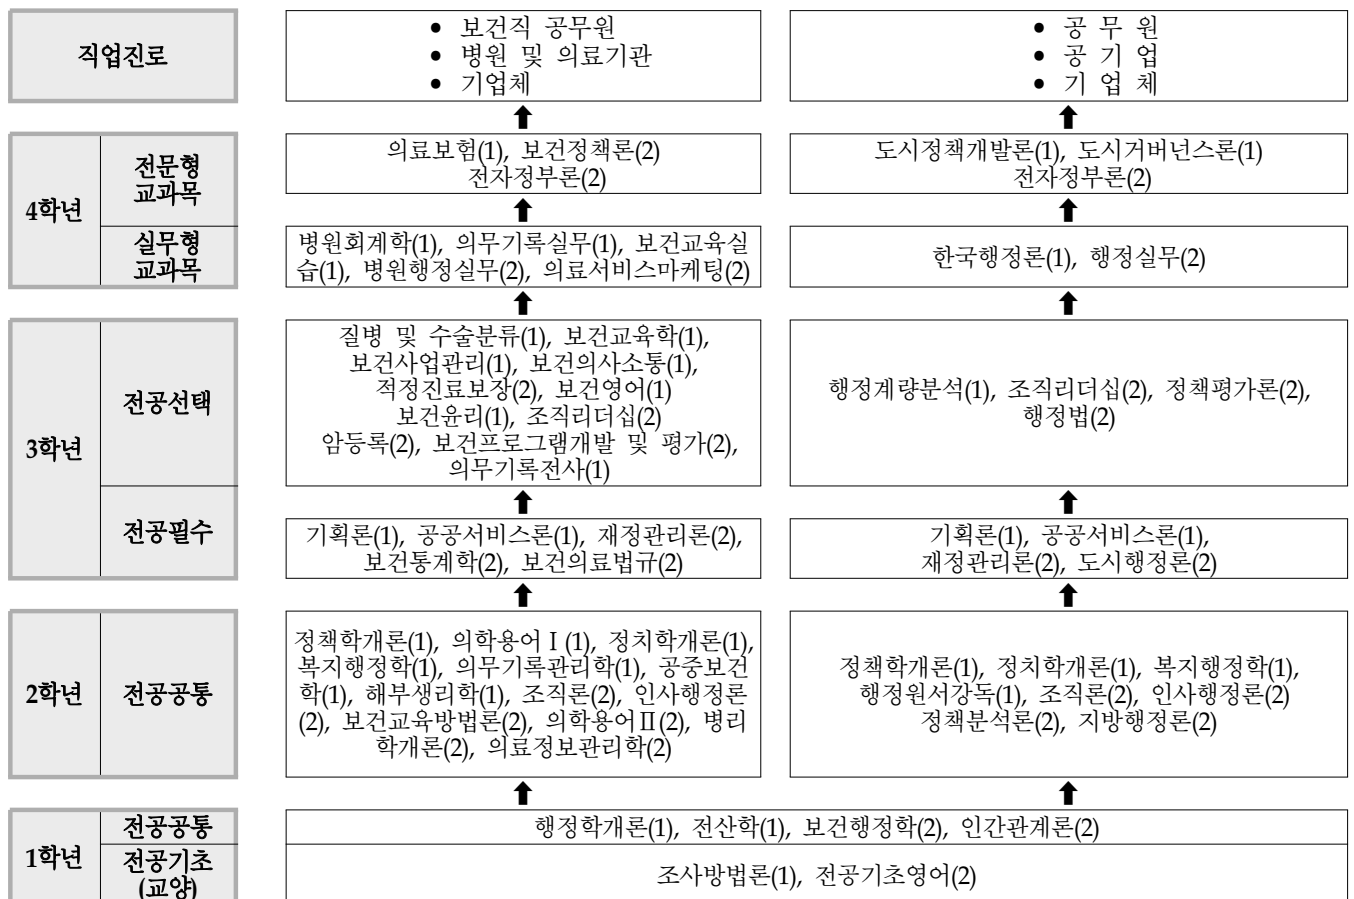 직업진로
• 보건직 공무원
• 병원 및 의료기관
• 기업체
• 공 무 원
• 공 기 업
• 기 업 체
4학년
전문형
교과목
의료보험(1), 보건정책론(2)
전자정부론(2)
도시정책개발론(1), 도시거버넌스론(1)
전자정부론(2)
실무형
교과목
병원회계학(1), 의무기록실무(1), 보건교육실
습(1), 병원행정실무(2), 의료서비스마케팅(2)
한국행정론(1), 행정실무(2)
3학년
전공선택
질병 및 수술분류(1), 보건교육학(1),
보건사업관리(1), 보건의사소통(1),
적정진료보장(2), 보건영어(1)
보건윤리(1), 조직리더십(2)
암등록(2), 보건프로그램개발 및 평가(2),
의무기록전사(1)
행정계량분석(1), 조직리더십(2), 정책평가론(2),
행정법(2)
전공필수
기획론(1), 공공서비스론(1), 재정관리론(2),
보건통계학(2), 보건의료법규(2)
기획론(1), 공공서비스론(1),
재정관리론(2), 도시행정론(2)
2학년
전공공통
정책학개론(1), 의학용어Ⅰ(1), 정치학개론(1),
복지행정학(1), 의무기록관리학(1), 공중보건
학(1), 해부생리학(1), 조직론(2), 인사행정론
(2), 보건교육방법론(2), 의학용어Ⅱ(2), 병리
학개론(2), 의료정보관리학(2)
정책학개론(1), 정치학개론(1), 복지행정학(1),
행정원서강독(1), 조직론(2), 인사행정론(2)
정책분석론(2), 지방행정론(2)
1학년
전공공통
행정학개론(1), 전산학(1), 보건행정학(2), 인간관계론(2)
전공기초
(교양)
조사방법론(1), 전공기초영어(2)